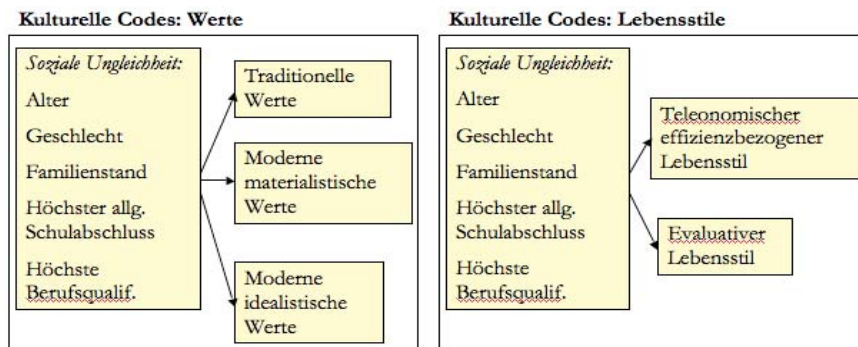 Kulturelle Codes: Werte
Soziale Ungleichheit:
Alter
Geschlecht
Familienstand
Höchster allg.
Schulabschluss
Höchste
Berufsqualif.
Traditionelle
Werte
Moderne
materialistische
Werte
Moderne
idealistische
Werte
Kulturelle Codes: Lebensstile
Soziale Ungleichheit:
Alter
Geschlecht
Familienstand
Höchster allg.
Schulabschluss
Höchste
Berufsqualif.
Teleonomischer
effizienzbezogener
Lebensstil
Evaluativer
Lebensstil